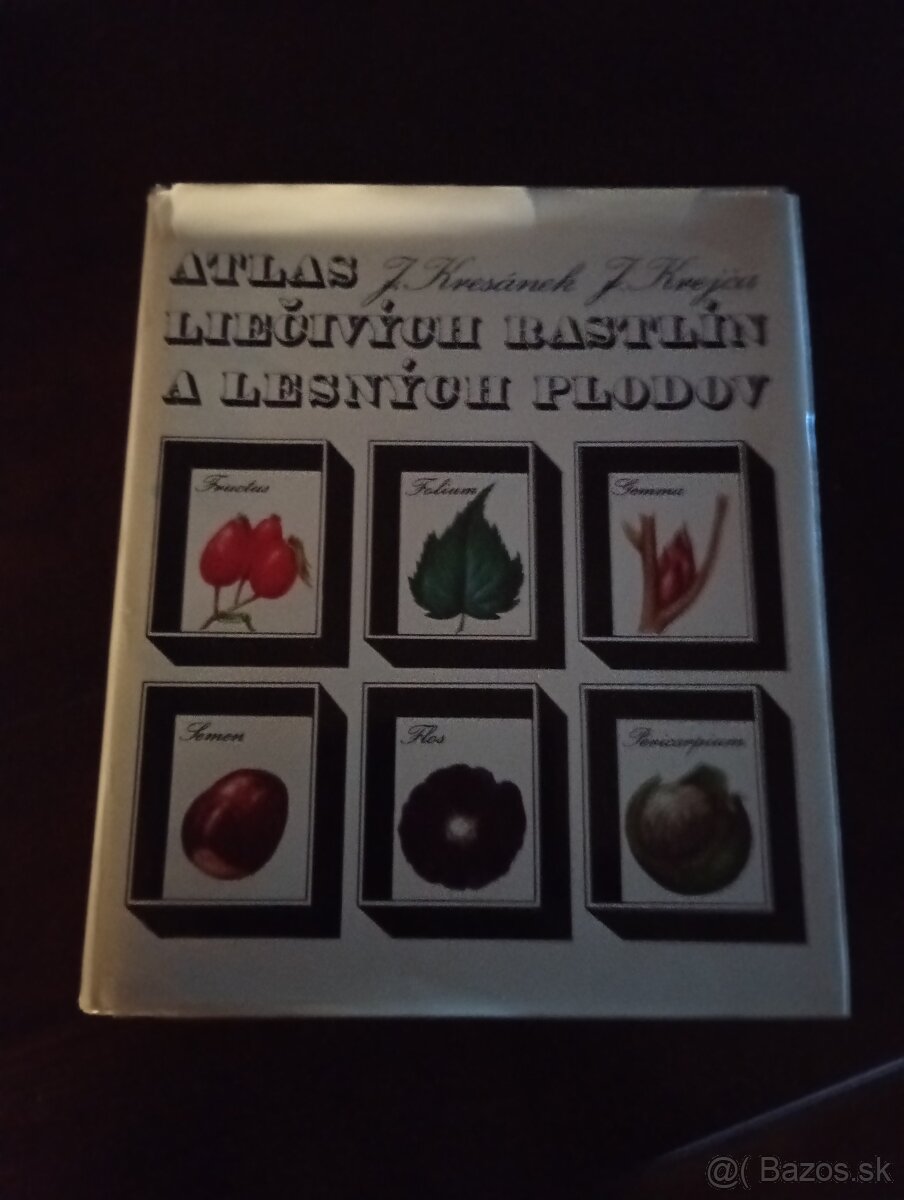 ATLAS J. Kresánek J. Krejča
LIEČIVÝCH RASTLÍN
A LESNÝCH PLODOV
Fructus
Folium
Gemma
Semen
Flos
Pericarpium
@( Bazos.sk